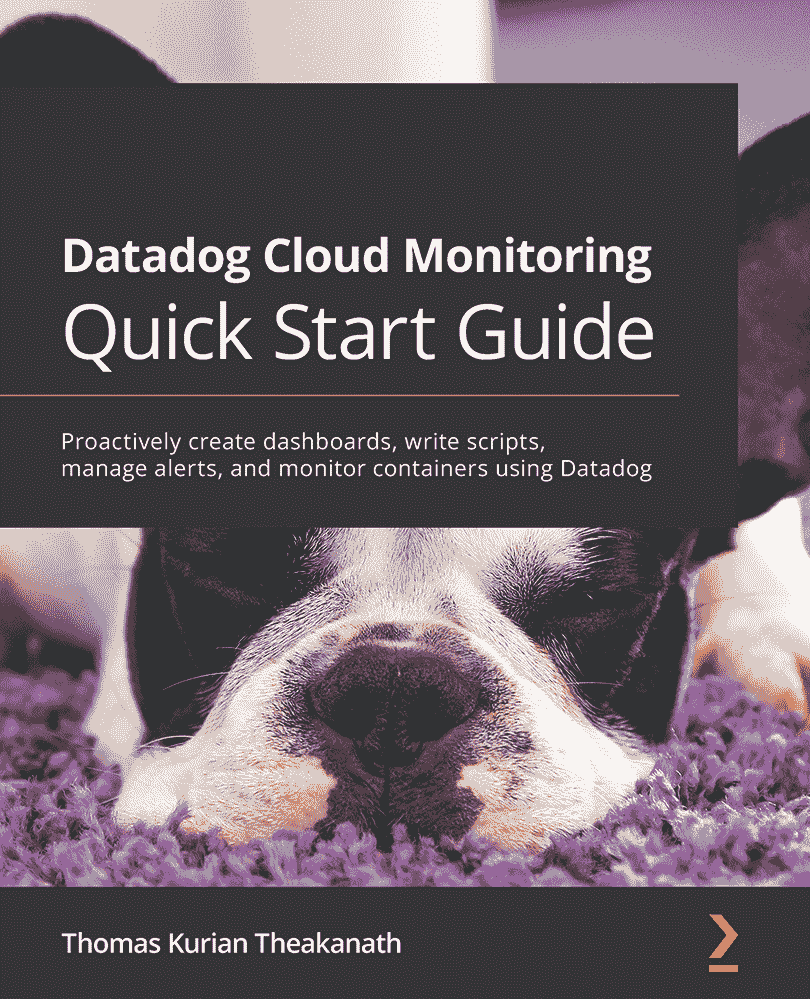 Datadog Cloud Monitoring
Quick Start Guide
Proactively create dashboards, write scripts,
manage alerts, and monitor containers using Datadog
Thomas Kurian Theakanath